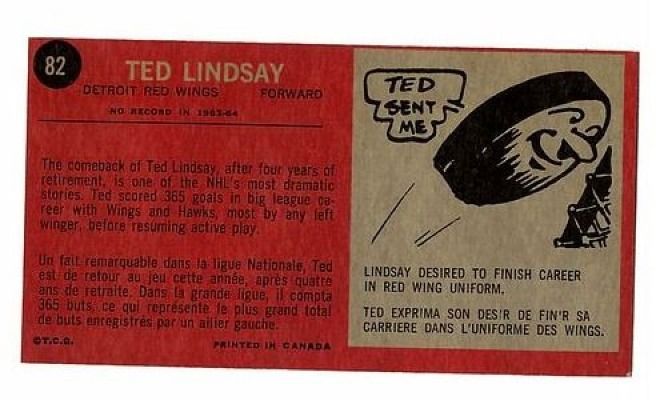 82
TED LINDSAY
DETROIT RED WINGS FORWARD
NO RECORD IN 1963-64
The comeback of Ted Lindsay, after four years of
retirement, is one of the NHL's most dramatic
stories. Ted scored 365 goals in big league ca-
reer with Wings and Hawks, most by any left
winger, before resuming active play.
Un fait remarquable dans la ligue Nationale, Ted
est de retour au jeu cette année, après quatre
ans de retraite. Dans la grande ligue, il compta
365 buts, ce qui représente le plus grand total
de buts enregistrés par un ailier gauche.
©T.C.G. PRINTED IN CANADA
TED
SENT
ME
LINDSAY DESIRED TO FINISH CAREER
IN RED WING UNIFORM.
TED EXPRIMA SON DES'R DE FIN'R SA
CARRIERE DANS L'UNIFORME DES WINGS.